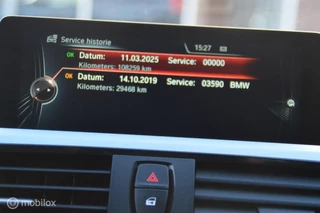 Service historie
15:27
OK Datum: 11.03.2025 Service: 00000
Kilometers: 108259 km
OK Datum: 14.10.2019 Service: 03590 BMW
Kilometers: 29468 km
mobilox